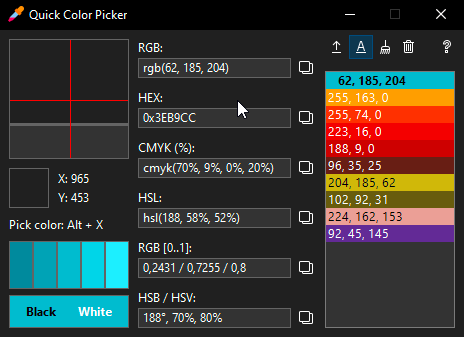 Quick Color Picker
RGB:
rgb(62, 185, 204)
HEX:
0x3EB9CC
CMYK (%):
cmyk(70%, 9%, 0%, 20%)
HSL:
hsl(188, 58%, 52%)
RGB [0..1]:
0,2431 / 0,7255 / 0,8
HSB / HSV:
188°, 70%, 80%
X: 965
Y: 453
Pick color: Alt + X
Black White
A
?
62, 185, 204
255, 163, 0
255, 74, 0
223, 16, 0
188, 9, 0
96, 35, 25
204, 185, 62
102, 92, 31
224, 162, 153
92, 45, 145